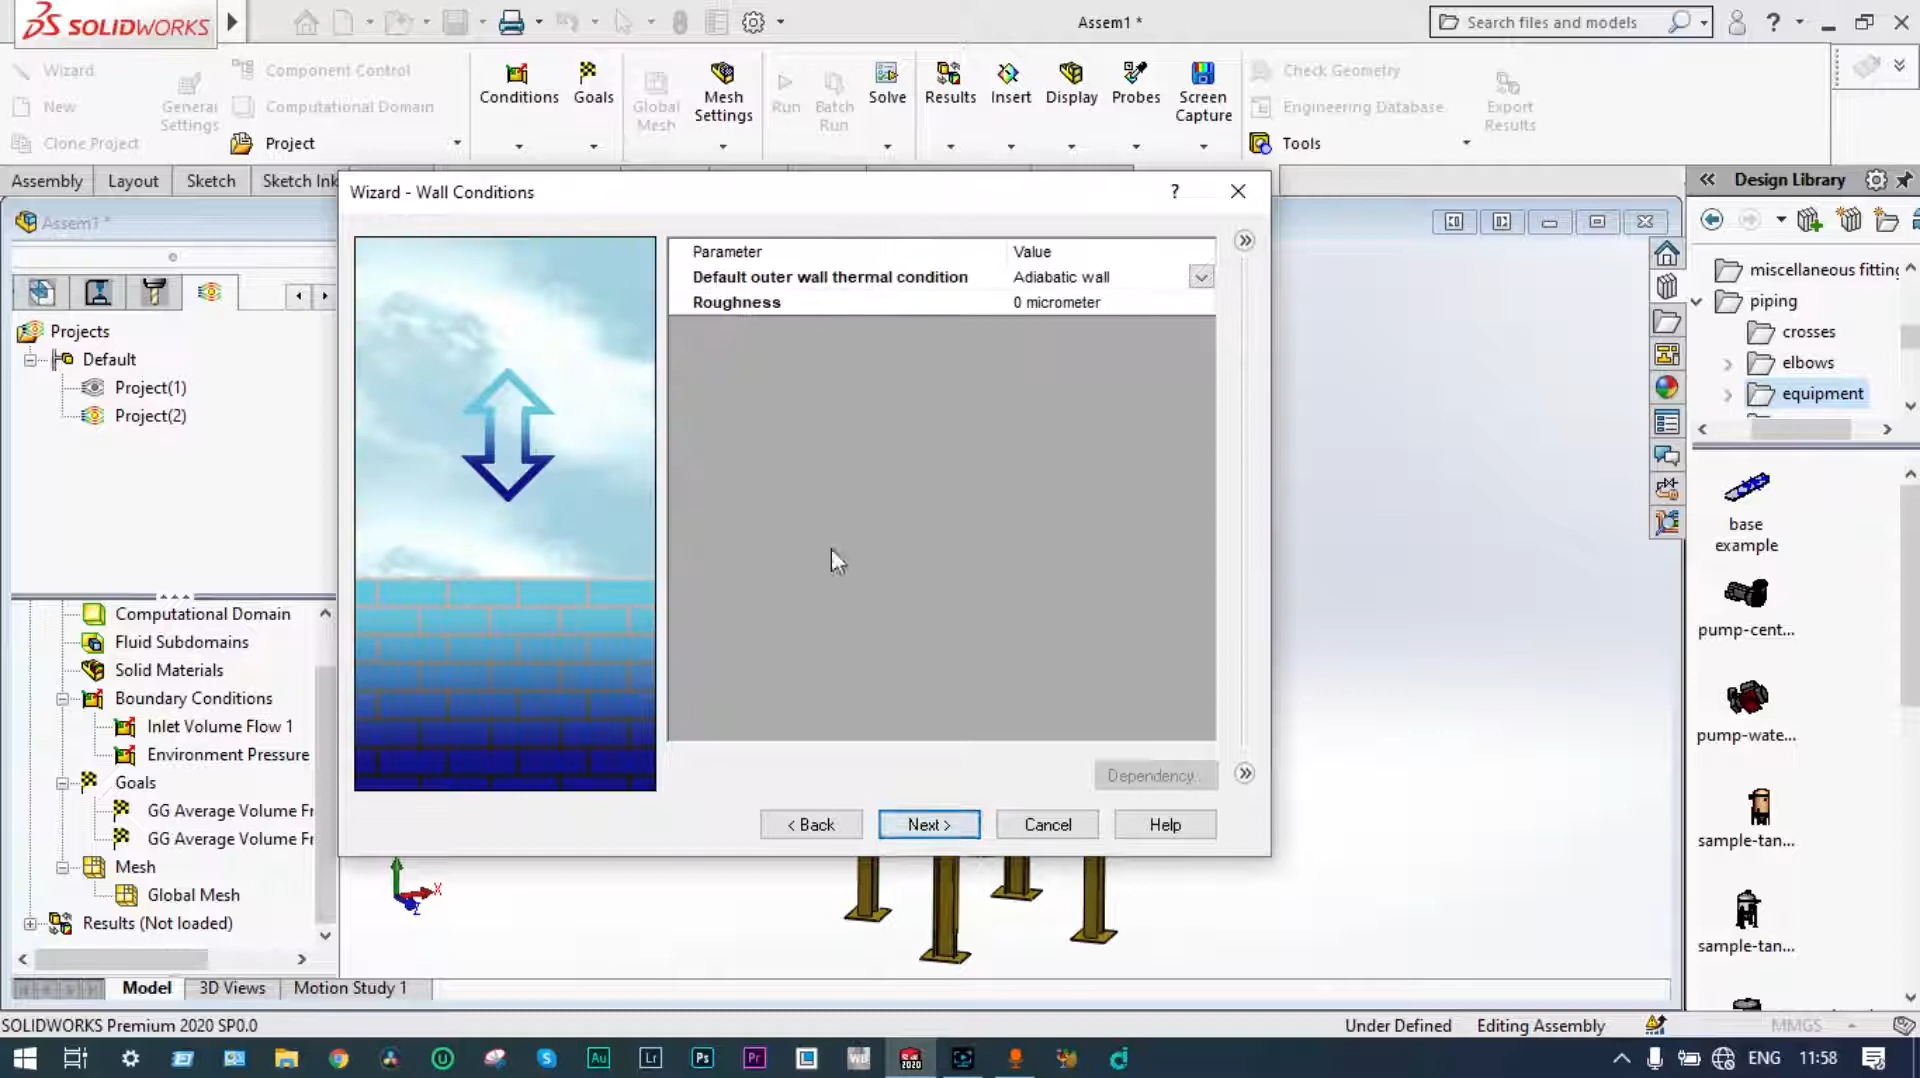 SOLIDWORKS
Assem1 *
Search files and models
?
Wizard
New
Clone Project
General Settings
Component Control
Computational Domain
Project
Conditions
Goals
Global Mesh
Mesh Settings
Run
Batch Run
Solve
Results
Insert
Display
Probes
Screen Capture
Check Geometry
Engineering Database
Tools
Export Results
Assembly
Layout
Sketch
Sketch Ink
Wizard - Wall Conditions
?
Design Library
Assem1 *
Parameter
Value
Default outer wall thermal condition
Adiabatic wall
Roughness
0 micrometer
Projects
Default
Project(1)
Project(2)
Computational Domain
Fluid Subdomains
Solid Materials
Boundary Conditions
Inlet Volume Flow 1
Environment Pressure
Goals
GG Average Volume Fr
GG Average Volume Fr
Mesh
Global Mesh
Results (Not loaded)
Dependency...
< Back
Next >
Cancel
Help
X
Z
miscellaneous fitting
piping
crosses
elbows
equipment
base example
pump-cent...
pump-wate...
sample-tan...
sample-tan...
Model
3D Views
Motion Study 1
SOLIDWORKS Premium 2020 SP0.0
Under Defined
Editing Assembly
MMGS
Au
Lr
Ps
Pr
WB
2020
ENG
11:58